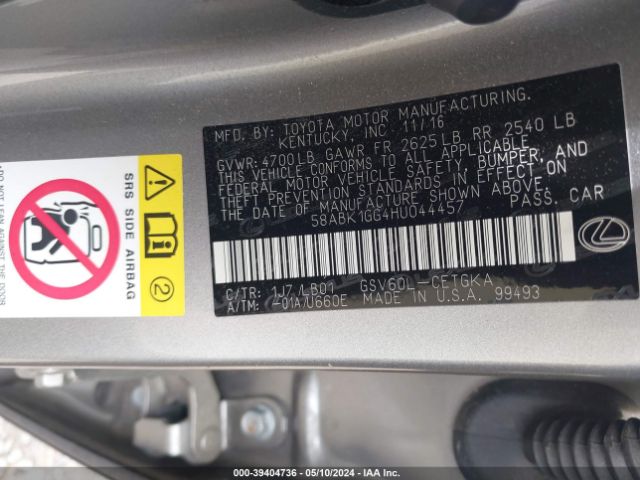 MFD. BY: TOYOTA MOTOR MANUFACTURING.
KENTUCKY, INC 11/16
GVWR: 4700LB GAWR FR 2625LB RR 2540 LB
THIS VEHICLE CONFORMS TO ALL APPLICABLE
FEDERAL MOTOR VEHICLE SAFETY, BUMPER, AND
THEFT PREVENTION STANDARDS IN EFFECT ON
THE DATE OF MANUFACTURE SHOWN ABOVE.
58ABK1GG4HU044457 PASS. CAR
C/TR: 1J7/LB01 GSV60L-CETGKA
A/TM: -01A/U660E MADE IN U.S.A. 99493
SRS SIDE AIRBAG
2
000-39404736 - 05/10/2024 - IAA Inc.